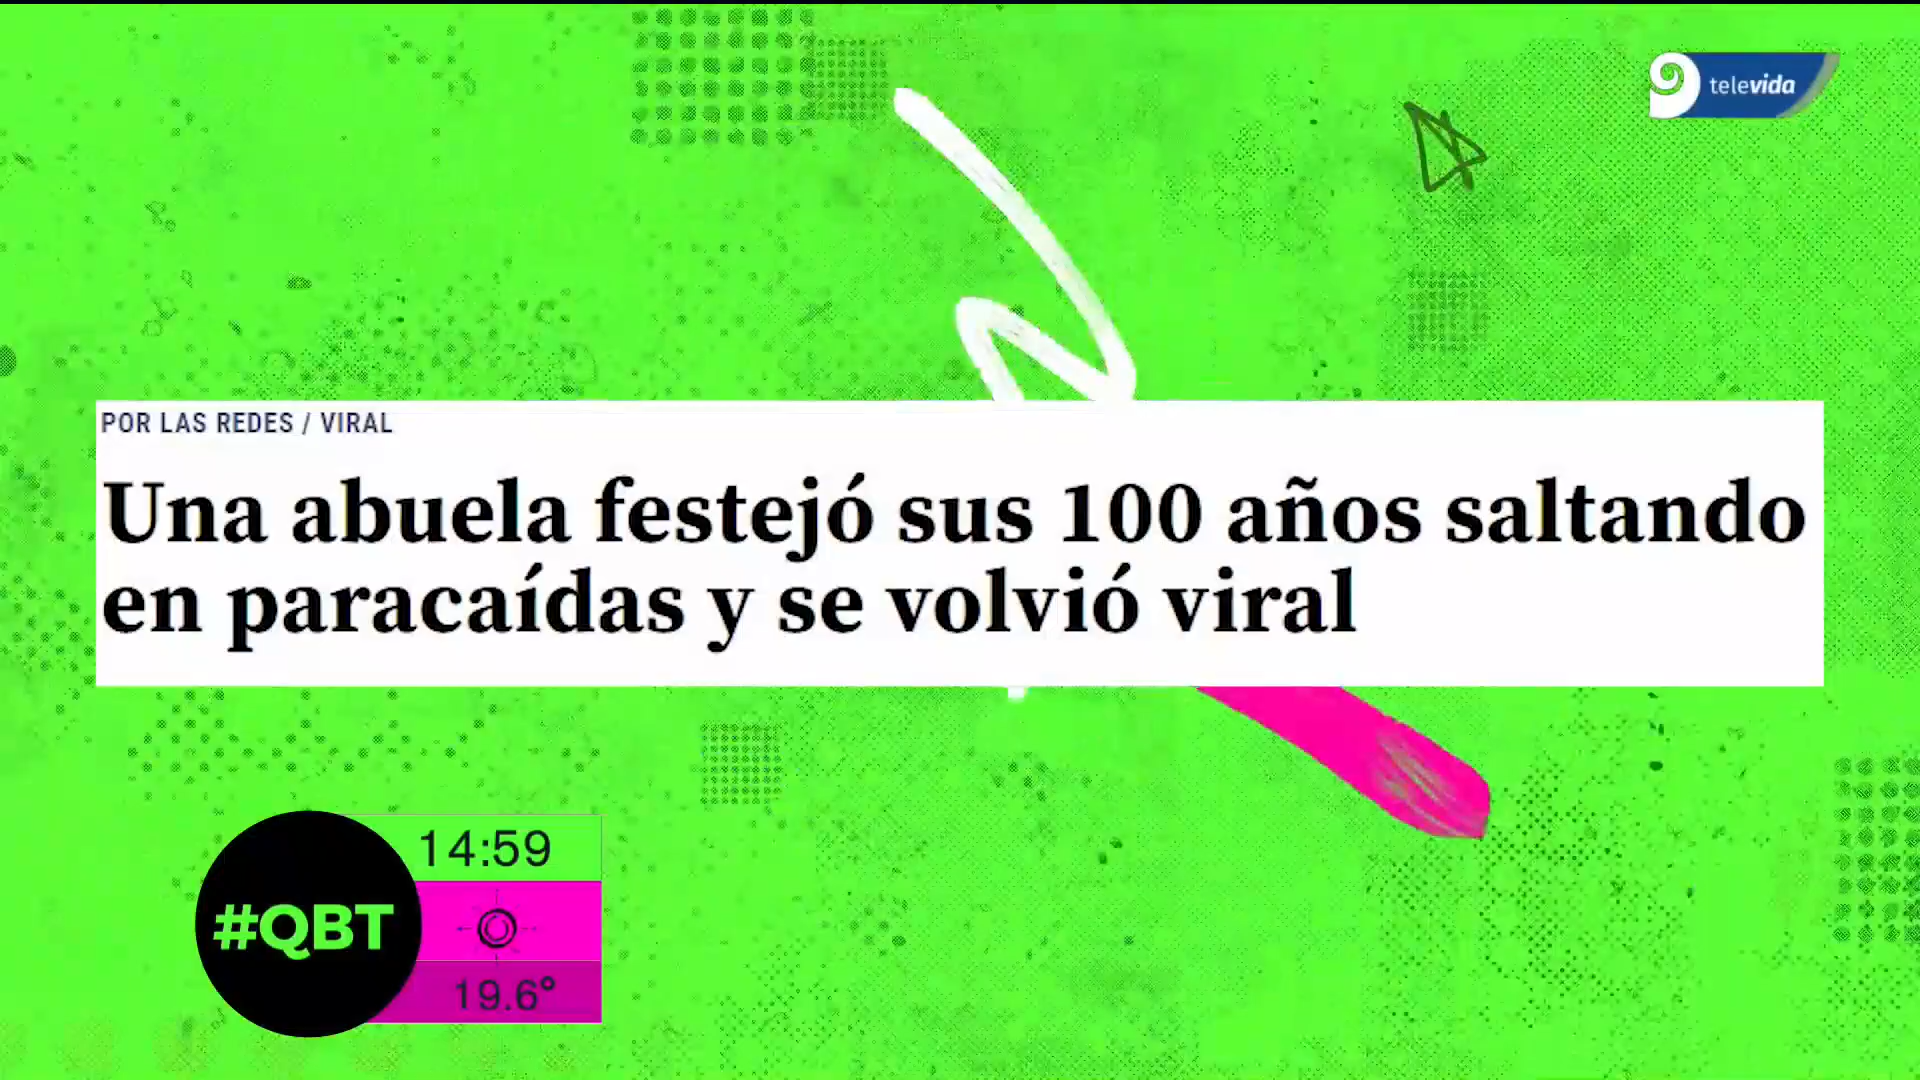 9 televida
POR LAS REDES / VIRAL
Una abuela festejó sus 100 años saltando
en paracaídas y se volvió viral
14:59
#QBT
19.6°